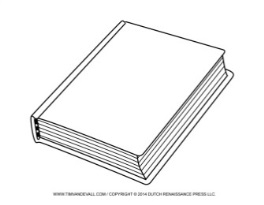 WWW.TIMVANDEVALL.COM / COPYRIGHT © 2014 DUTCH RENAISSANCE PRESS LLC.